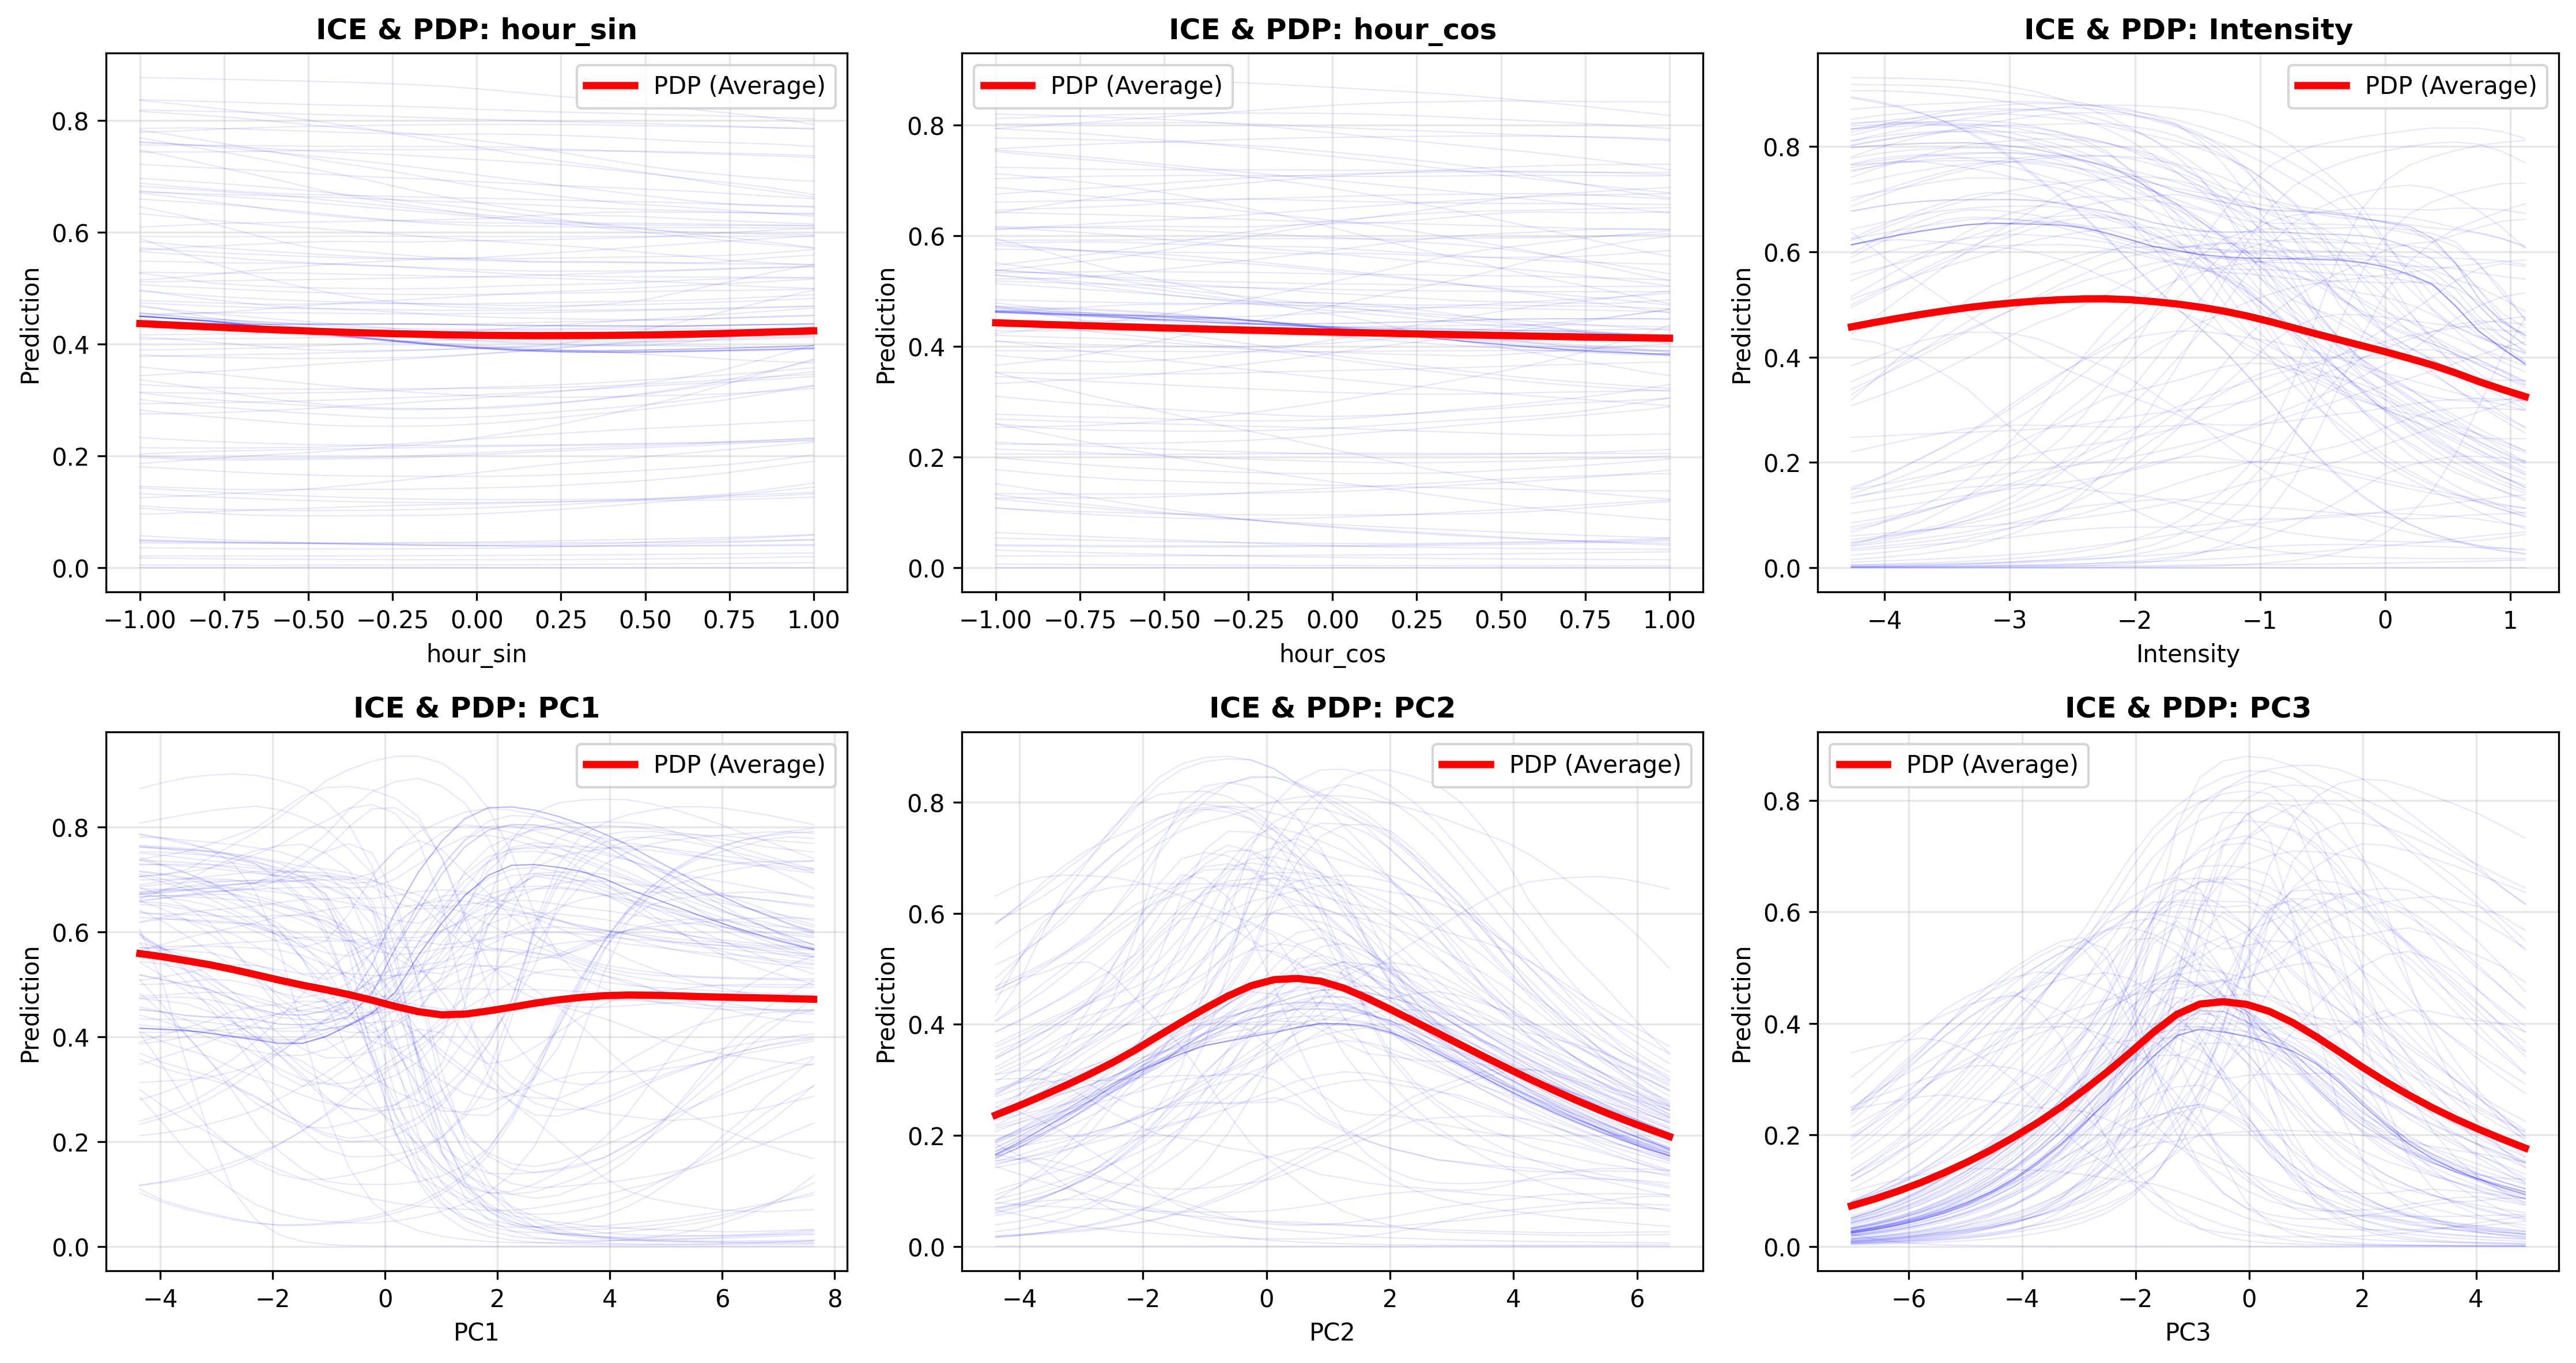 ICE & PDP: hour_sin
PDP (Average)
0.8
0.6
0.4
0.2
0.0
Prediction
−1.00 −0.75 −0.50 −0.25 0.00 0.25 0.50 0.75 1.00
hour_sin
ICE & PDP: hour_cos
PDP (Average)
0.8
0.6
0.4
0.2
0.0
Prediction
−1.00 −0.75 −0.50 −0.25 0.00 0.25 0.50 0.75 1.00
hour_cos
ICE & PDP: Intensity
PDP (Average)
0.8
0.6
0.4
0.2
0.0
Prediction
−4 −3 −2 −1 0 1
Intensity
ICE & PDP: PC1
PDP (Average)
0.8
0.6
0.4
0.2
0.0
Prediction
−4 −2 0 2 4 6 8
PC1
ICE & PDP: PC2
PDP (Average)
0.8
0.6
0.4
0.2
0.0
Prediction
−4 −2 0 2 4 6
PC2
ICE & PDP: PC3
PDP (Average)
0.8
0.6
0.4
0.2
0.0
Prediction
−6 −4 −2 0 2 4
PC3